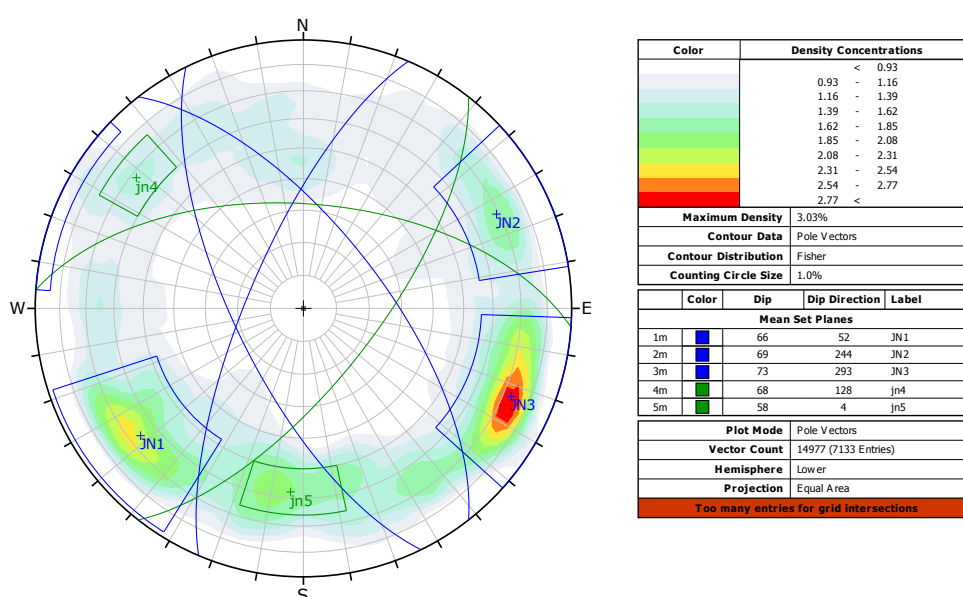 N
W
E
S
jn4
JN2
JN3
JN1
jn5
Color Density Concentrations
< 0.93
0.93 - 1.16
1.16 - 1.39
1.39 - 1.62
1.62 - 1.85
1.85 - 2.08
2.08 - 2.31
2.31 - 2.54
2.54 - 2.77
2.77 <
Maximum Density 3.03%
Contour Data Pole Vectors
Contour Distribution Fisher
Counting Circle Size 1.0%
Color Dip Dip Direction Label
Mean Set Planes
1m 66 52 JN1
2m 69 244 JN2
3m 73 293 JN3
4m 68 128 jn4
5m 58 4 jn5
Plot Mode Pole Vectors
Vector Count 14977 (7133 Entries)
Hemisphere Lower
Projection Equal Area
Too many entries for grid intersections